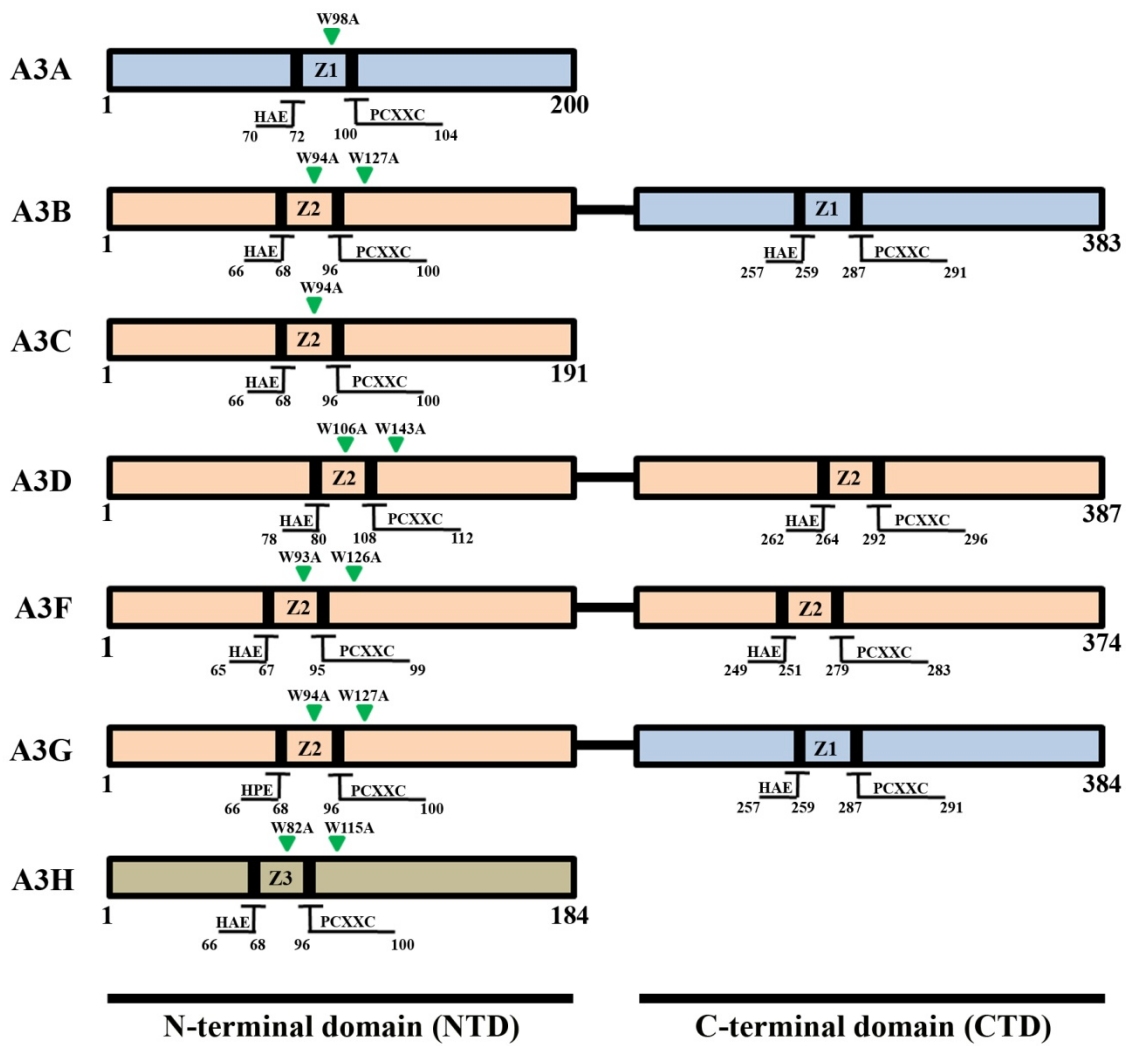 W98A
A3A Z1
1 200
HAE PCXXC
70 72 100 104
W94A W127A
A3B Z2 Z1
1 383
HAE PCXXC HAE PCXXC
66 68 96 100 257 259 287 291
W94A
A3C Z2
1 191
HAE PCXXC
66 68 96 100
W106A W143A
A3D Z2 Z2
1 387
HAE PCXXC HAE PCXXC
78 80 108 112 262 264 292 296
W93A W126A
A3F Z2 Z2
1 374
HAE PCXXC HAE PCXXC
65 67 95 99 249 251 279 283
W94A W127A
A3G Z2 Z1
1 384
HPE PCXXC HAE PCXXC
66 68 96 100 257 259 287 291
W82A W115A
A3H Z3
1 184
HAE PCXXC
66 68 96 100
N-terminal domain (NTD) C-terminal domain (CTD)